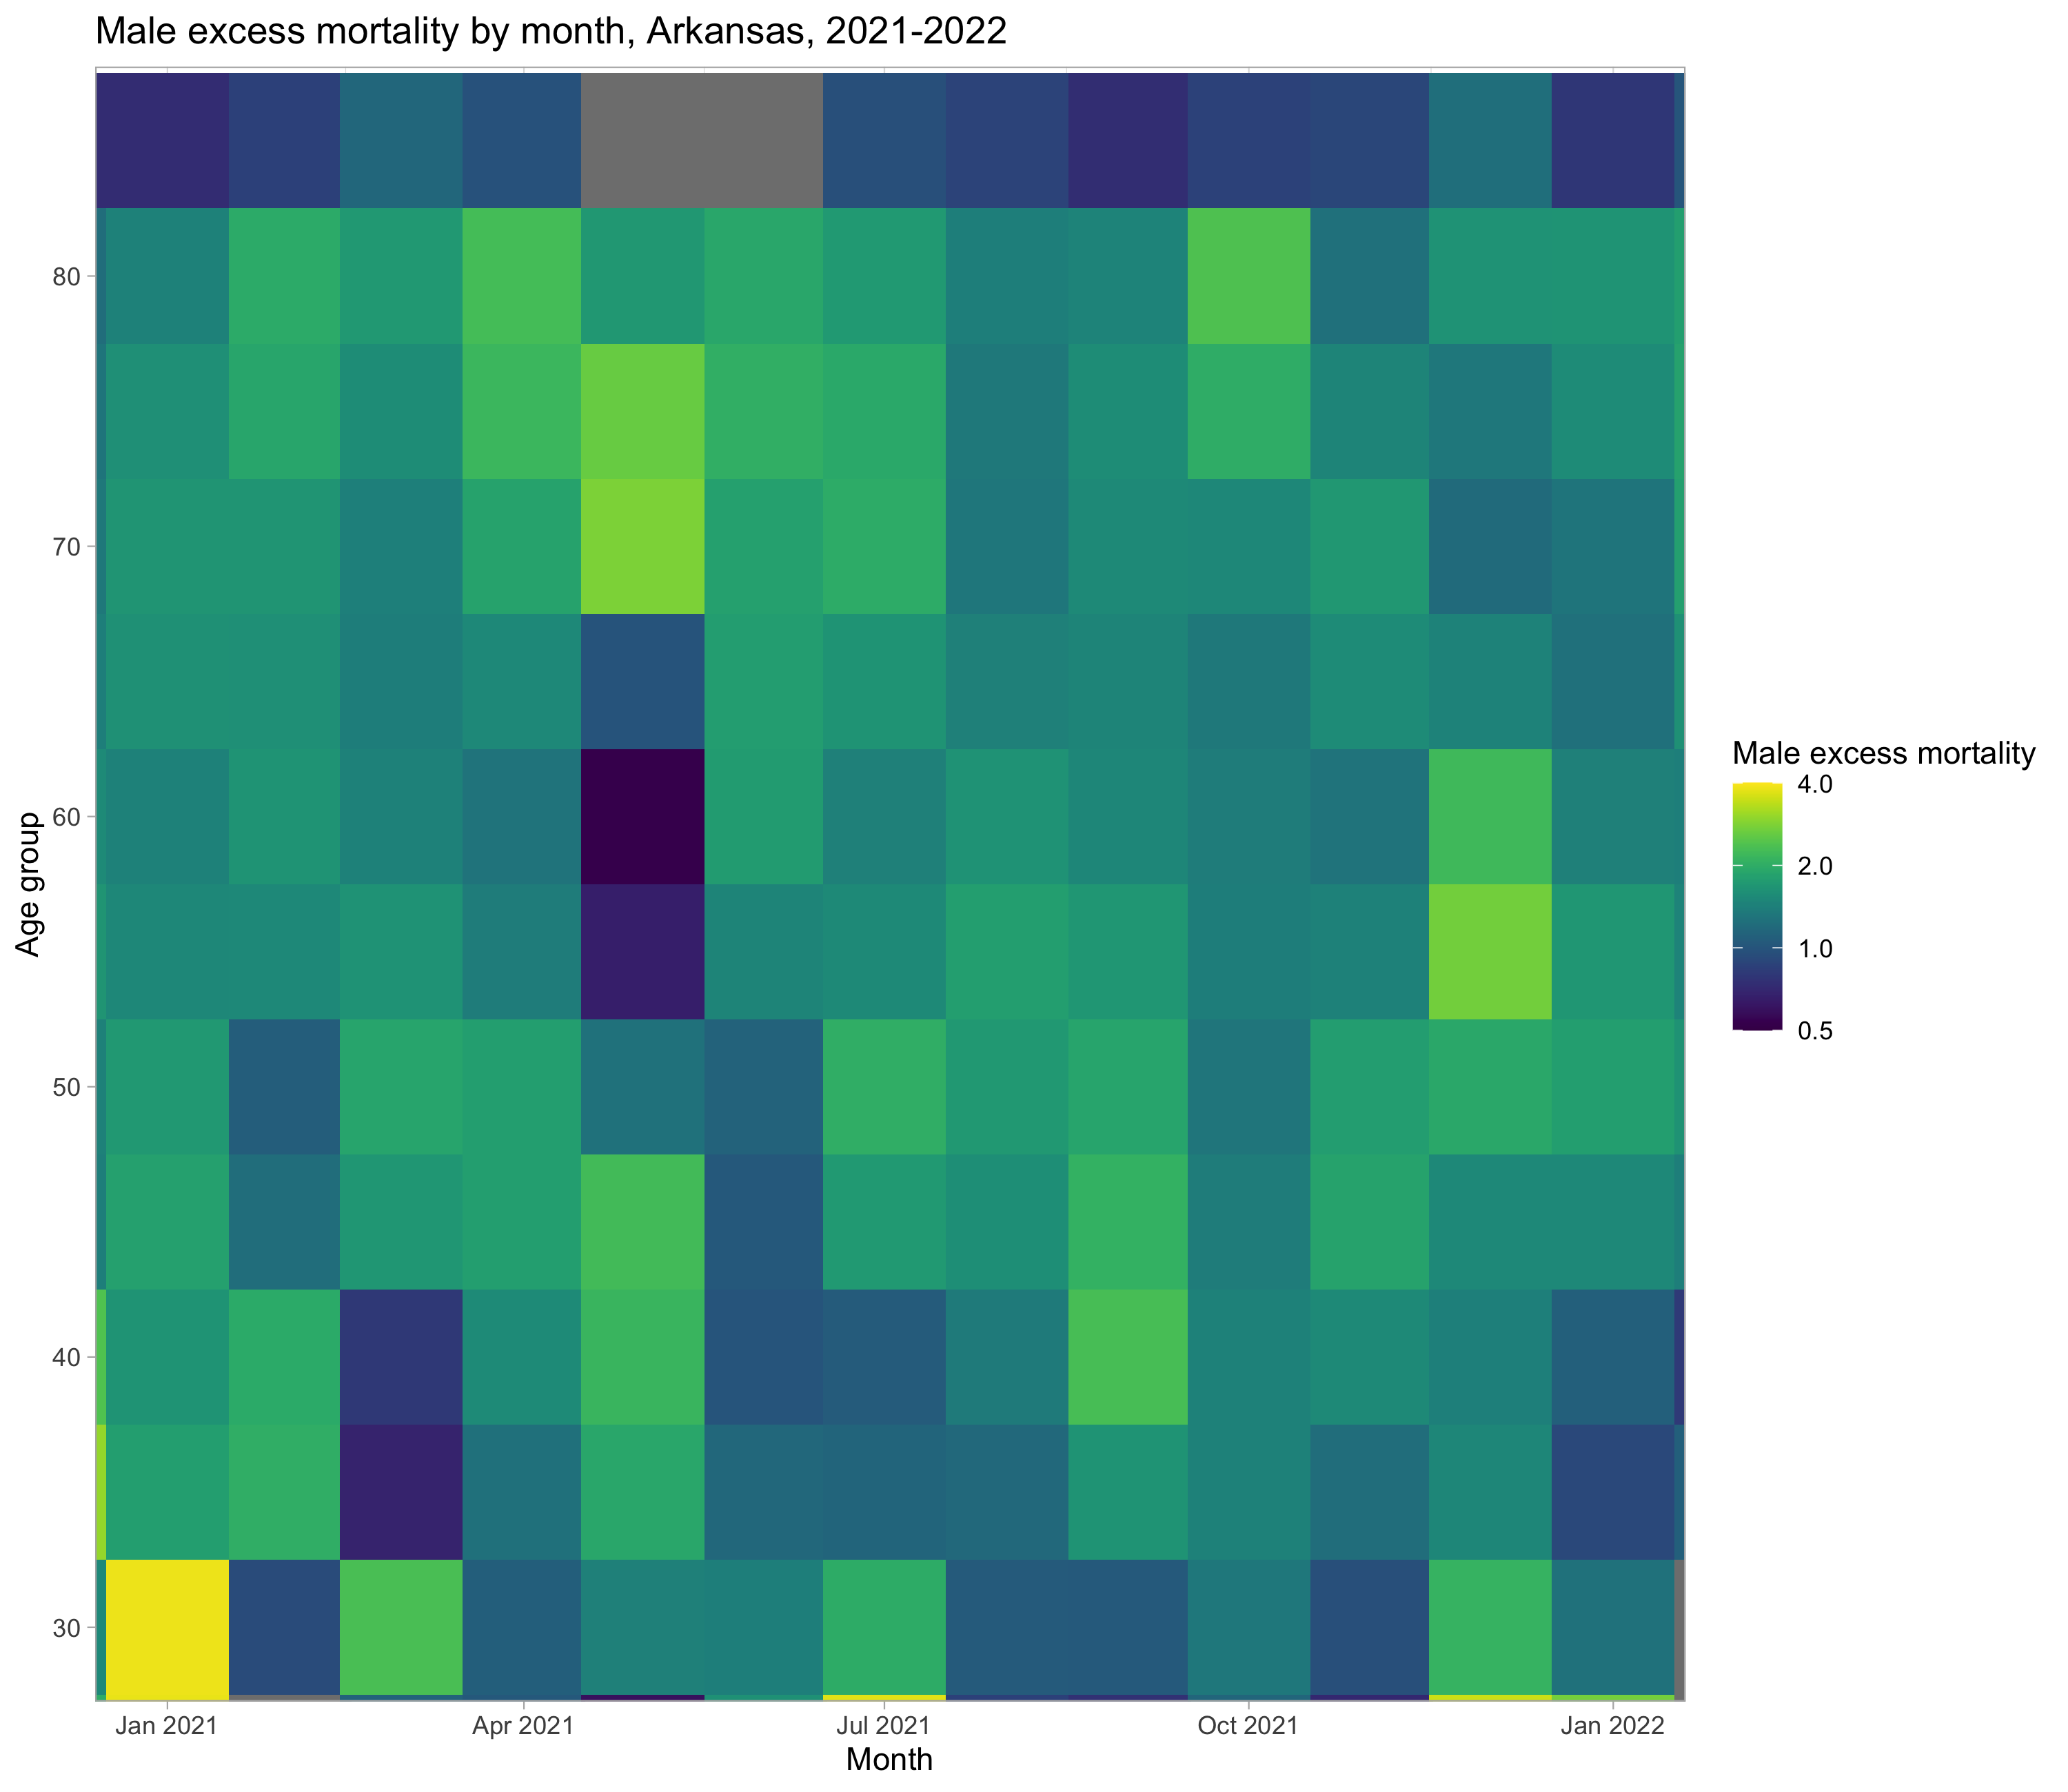 Male excess mortality by month, Arkansas, 2021-2022
80
70
60
50
40
30
Age group
Jan 2021
Apr 2021
Jul 2021
Oct 2021
Jan 2022
Month
Male excess mortality
4.0
2.0
1.0
0.5